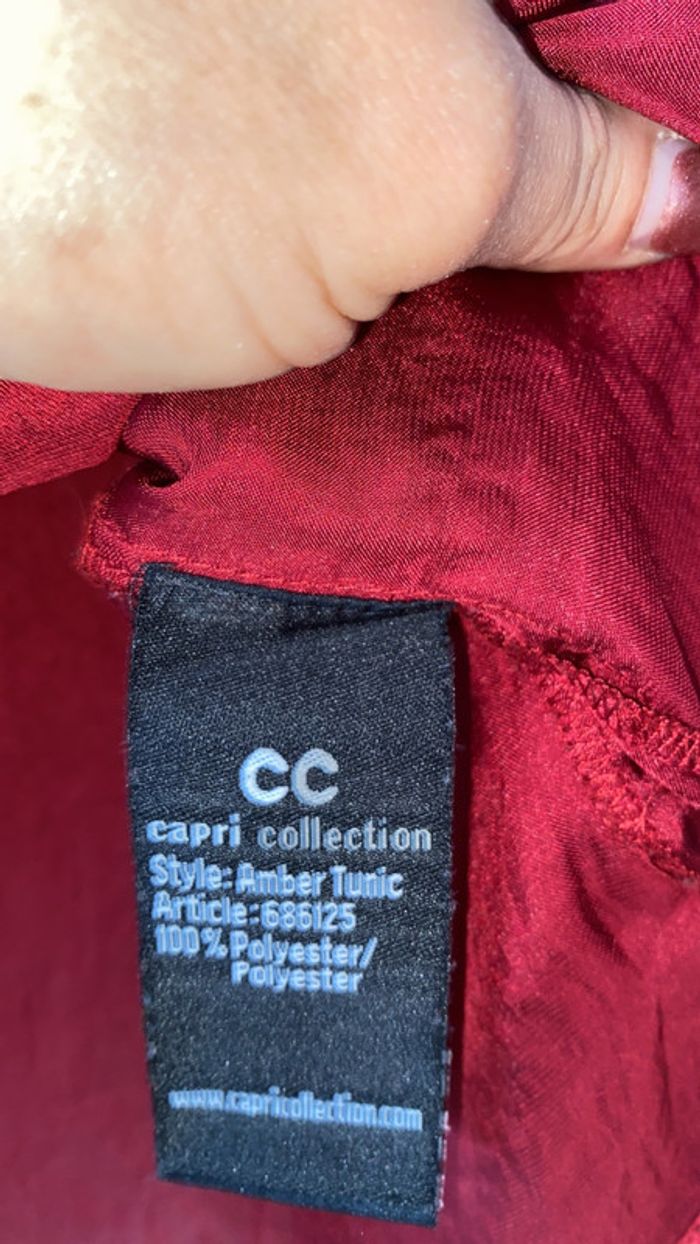 CC
capri collection
Style: Amber Tunic
Article: 686125
100% Polyester/
Polyester
www.capricollection.com